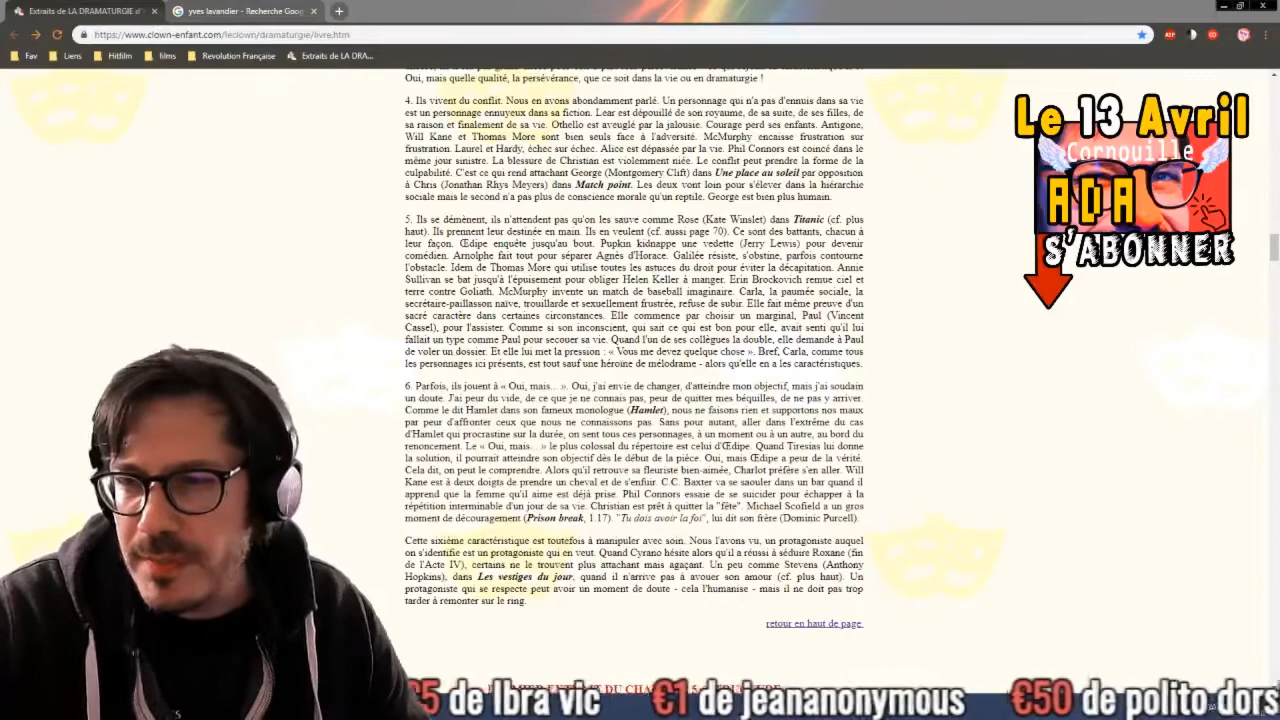 Extraits de LA DRAMATURGIE d'
yves lavandier - Recherche Goog
https://www.clown-enfant.com/leclown/dramaturgie/livre.htm
Fav
Liens
Hitfilm
films
Revolution Française
Extraits de LA DRA...
Oui, mais quelle qualité, la persévérance, que ce soit dans la vie ou en dramaturgie !
4. Ils vivent du conflit. Nous en avons abondamment parlé. Un personnage qui n'a pas d'ennuis dans sa vie
est un personnage ennuyeux dans sa fiction. Lear est dépouillé de son royaume, de sa suite, de ses filles, de
sa raison et finalement de sa vie. Othello est aveuglé par la jalousie. Courage perd ses enfants. Antigone,
Will Kane et Thomas More sont bien seuls face à l'adversité. McMurphy encaisse frustration sur
frustration. Laurel et Hardy, échec sur échec. Alice est dépassée par la vie. Phil Connors est coincé dans le
même jour sinistre. La blessure de Christian est violemment niée. Le conflit peut prendre la forme de la
culpabilité. C'est ce qui rend attachant George (Montgomery Clift) dans Une place au soleil par opposition
à Chris (Jonathan Rhys Meyers) dans Match point. Les deux vont loin pour s'élever dans la hiérarchie
sociale mais le second n'a pas plus de conscience morale qu'un reptile. George est bien plus humain.
5. Ils se démènent, ils n'attendent pas qu'on les sauve comme Rose (Kate Winslet) dans Titanic (cf. plus
haut). Ils prennent leur destinée en main. Ils en veulent (cf. aussi page 70). Ce sont des battants, chacun à
leur façon. Œdipe enquête jusqu'au bout. Pupkin kidnappe une vedette (Jerry Lewis) pour devenir
comédien. Arnolphe fait tout pour séparer Agnès d'Horace. Galilée résiste, s'obstine, parfois contourne
l'obstacle. Idem de Thomas More qui utilise toutes les astuces du droit pour éviter la décapitation. Annie
Sullivan se bat jusqu'à l'épuisement pour obliger Helen Keller à manger. Erin Brockovich remue ciel et
terre contre Goliath. McMurphy invente un match de baseball imaginaire. Carla, la paumée sociale, la
secrétaire-paillasson naïve, trouillarde et sexuellement frustrée, refuse de subir. Elle fait même preuve d'un
sacré caractère dans certaines circonstances. Elle commence par choisir un marginal, Paul (Vincent
Cassel), pour l'assister. Comme si son inconscient, qui sait ce qui est bon pour elle, avait senti qu'il lui
fallait un type comme Paul pour secouer sa vie. Quand l'un de ses collègues la double, elle demande à Paul
de voler un dossier. Et elle lui met la pression : « Vous me devez quelque chose ». Bref, Carla, comme tous
les personnages ici présents, est tout sauf une héroïne de mélodrame - alors qu'elle en a les caractéristiques.
6. Parfois, ils jouent à « Oui, mais... ». Oui, j'ai envie de changer, d'atteindre mon objectif, mais j'ai soudain
un doute. J'ai peur du vide, de ce que je ne connais pas, peur de quitter mes béquilles, de ne pas y arriver.
Comme le dit Hamlet dans son fameux monologue (Hamlet), nous ne faisons rien et supportons nos maux
par peur d'affronter ceux que nous ne connaissons pas. Sans pour autant, aller dans l'extrême du cas
d'Hamlet qui procrastine sur la durée, on sent tous ces personnages, à un moment ou à un autre, au bord du
renoncement. Le « Oui, mais... » le plus colossal du répertoire est celui d'Œdipe. Quand Tiresias lui donne
la solution, il pourrait atteindre son objectif dès le début de la pièce. Oui, mais Œdipe a peur de la vérité.
Cela dit, on peut le comprendre. Alors qu'il retrouve sa fleuriste bien-aimée, Charlot préfère s'en aller. Will
Kane est à deux doigts de prendre un cheval et de s'enfuir. C.C. Baxter va se saouler dans un bar quand il
apprend que la femme qu'il aime est déjà prise. Phil Connors essaie de se suicider pour échapper à la
répétition interminable d'un jour de sa vie. Christian est prêt à quitter la "fête". Michael Scofield a un gros
moment de découragement (Prison break, 1.17). "Tu dois avoir la foi", lui dit son frère (Dominic Purcell).
Cette sixième caractéristique est toutefois à manipuler avec soin. Nous l'avons vu, un protagoniste auquel
on s'identifie est un protagoniste qui en veut. Quand Cyrano hésite alors qu'il a réussi à séduire Roxane (fin
de l'Acte IV), certains ne le trouvent plus attachant mais agaçant. Un peu comme Stevens (Anthony
Hopkins), dans Les vestiges du jour, quand il n'arrive pas à avouer son amour (cf. plus haut). Un
protagoniste qui se respecte peut avoir un moment de doute - cela l'humanise - mais il ne doit pas trop
tarder à remonter sur le ring.
retour en haut de page
Le 13 Avril
Cornouille
ADA
S'ABONNER
5 de lbra vic €1 de jeananonymous €50 de polito dors